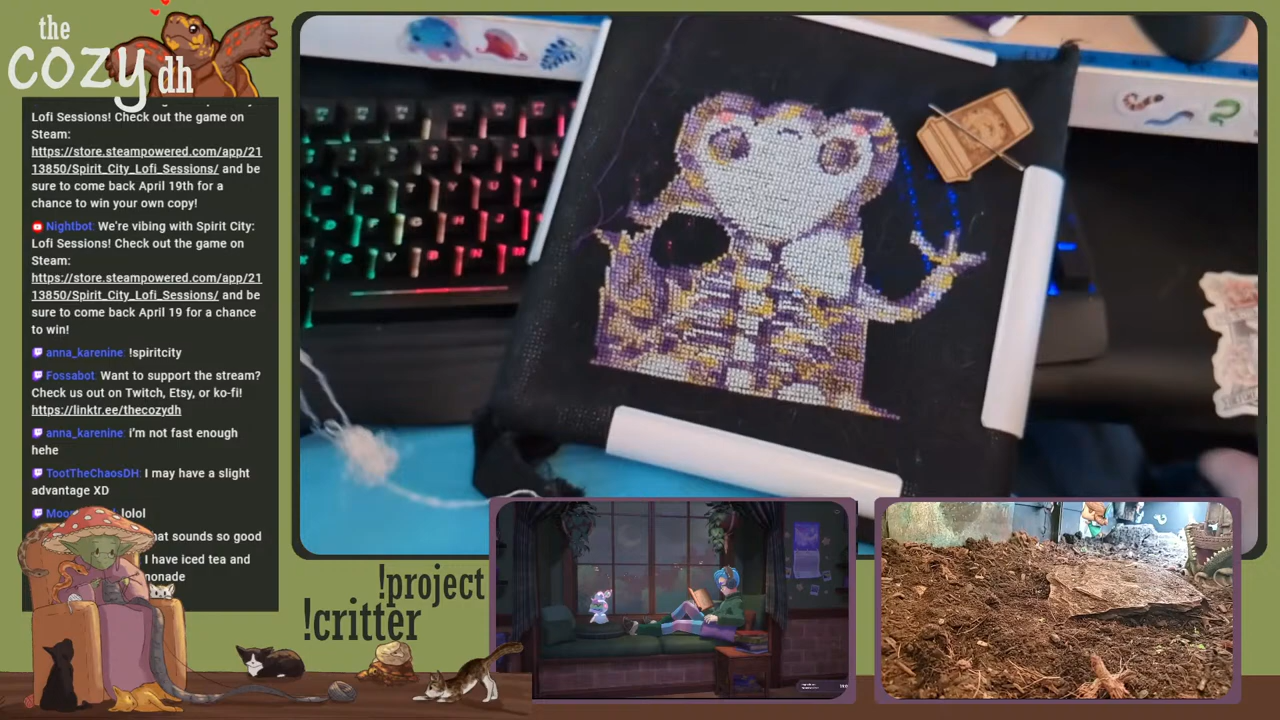 the
cozy dh
Lofi Sessions! Check out the game on
Steam:
https://store.steampowered.com/app/21
13850/Spirit_City_Lofi_Sessions/ and be
sure to come back April 19th for a
chance to win your own copy!
Nightbot: We're vibing with Spirit City:
Lofi Sessions! Check out the game on
Steam:
https://store.steampowered.com/app/21
13850/Spirit_City_Lofi_Sessions/ and be
sure to come back April 19 for a chance
to win!
anna_karenine: !spiritcity
Fossabot: Want to support the stream?
Check us out on Twitch, Etsy, or ko-fi!
https://linktr.ee/thecozydh
anna_karenine: i'm not fast enough
hehe
TootTheChaosDH: I may have a slight
advantage XD
lolol
hat sounds so good
I have iced tea and
monade
!project
!critter